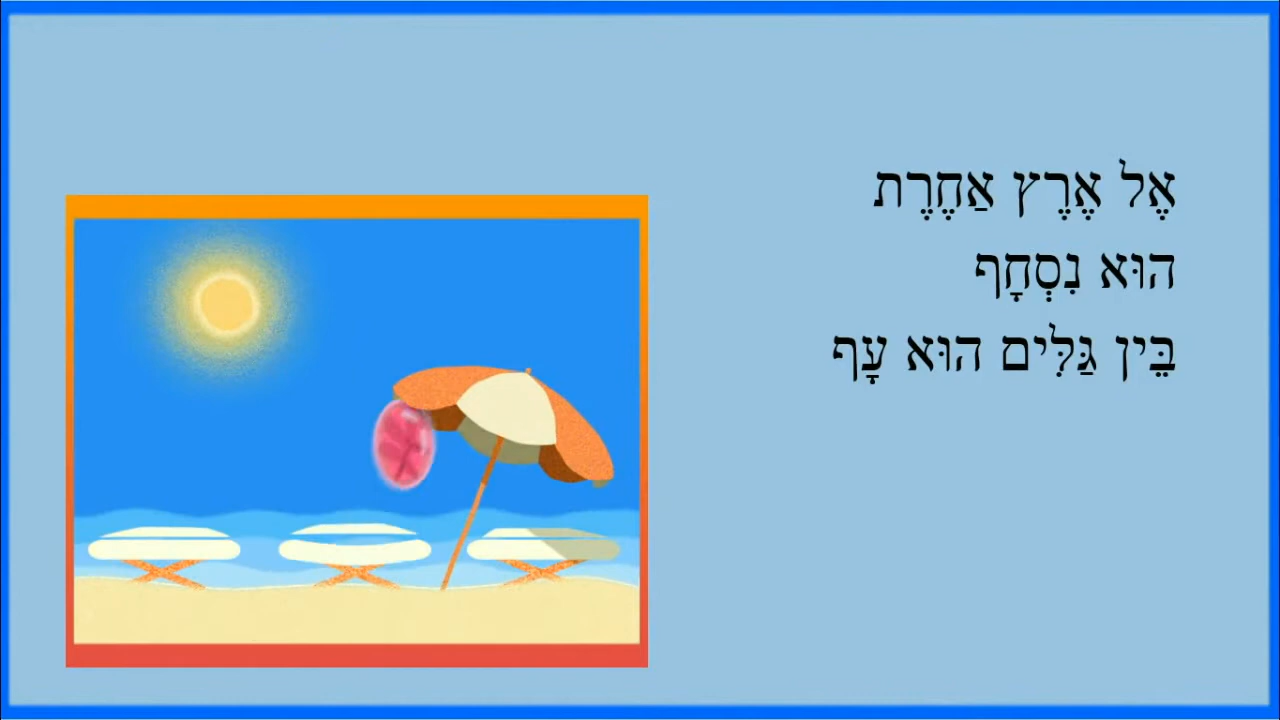 אֶל אֶרֶץ אַחֶרֶת
הוּא נִסְחָף
בֵּין גַּלִּים הוּא עָף